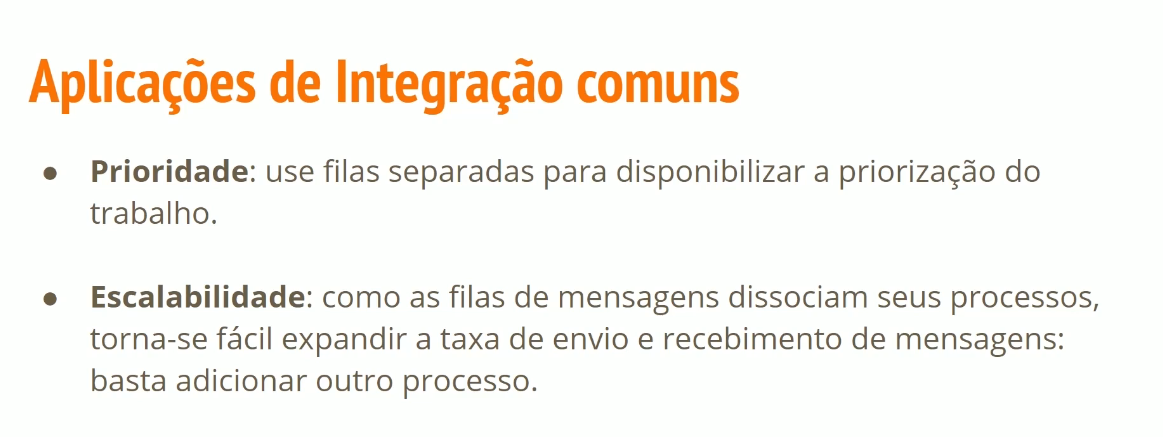 Aplicações de Integração comuns
● Prioridade: use filas separadas para disponibilizar a priorização do
trabalho.
● Escalabilidade: como as filas de mensagens dissociam seus processos,
torna-se fácil expandir a taxa de envio e recebimento de mensagens:
basta adicionar outro processo.